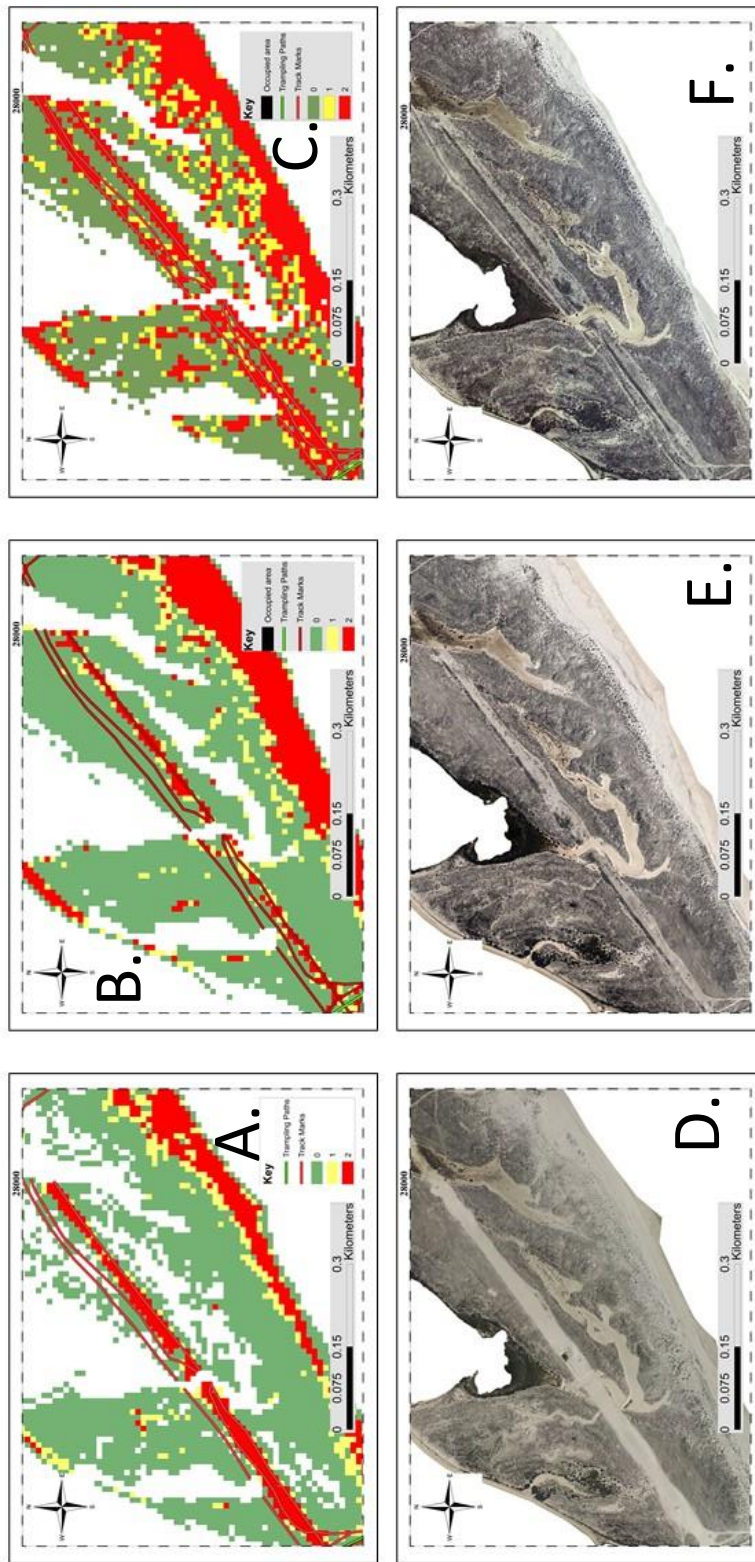 A.
28000
N
W
E
S
Key
Trampling Paths
Track Marks
0
1
2
0
0.075
0.15
0.3
Kilometers
B.
28000
N
W
E
S
Key
Occupied area
Trampling Paths
Track Marks
0
1
2
0
0.075
0.15
0.3
Kilometers
C.
28000
N
W
E
S
Key
Occupied area
Trampling Paths
Track Marks
0
1
2
0
0.075
0.15
0.3
Kilometers
D.
28000
N
W
E
S
0
0.075
0.15
0.3
Kilometers
E.
28000
N
W
E
S
0
0.075
0.15
0.3
Kilometers
F.
28000
N
W
E
S
0
0.075
0.15
0.3
Kilometers